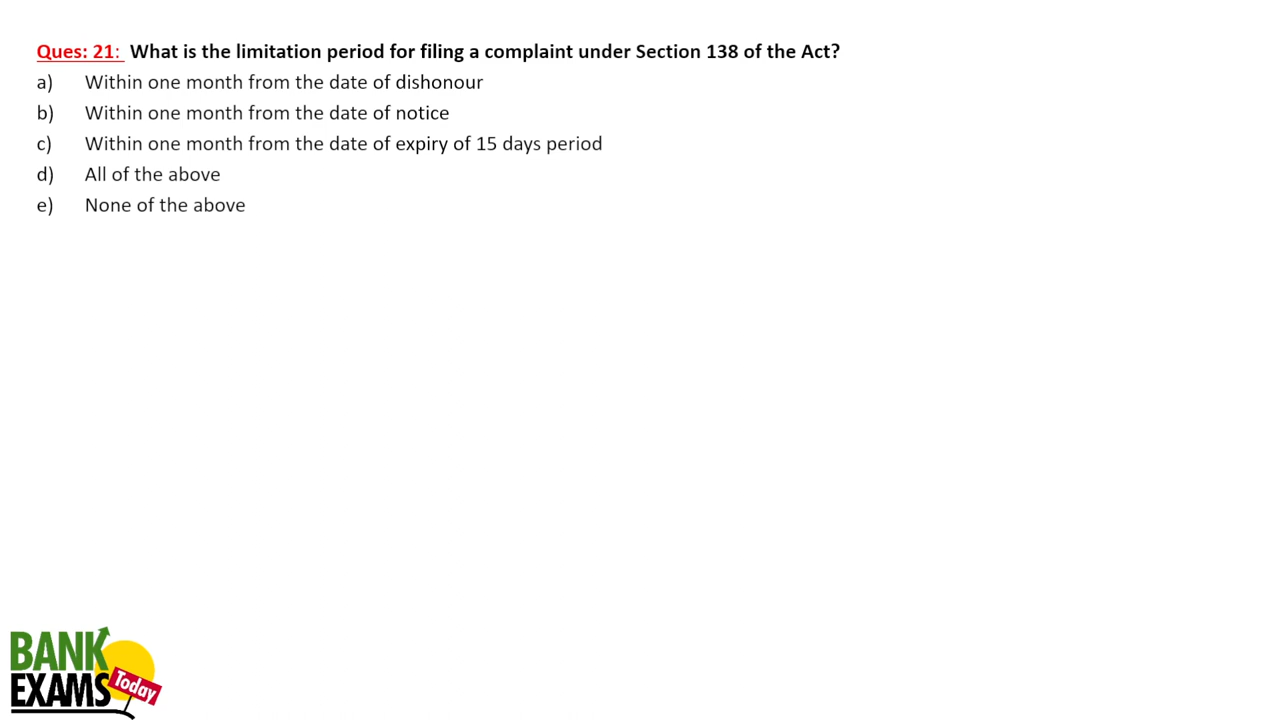 Ques: 21: What is the limitation period for filing a complaint under Section 138 of the Act?
a) Within one month from the date of dishonour
b) Within one month from the date of notice
c) Within one month from the date of expiry of 15 days period
d) All of the above
e) None of the above
BANK
EXAMS
Today